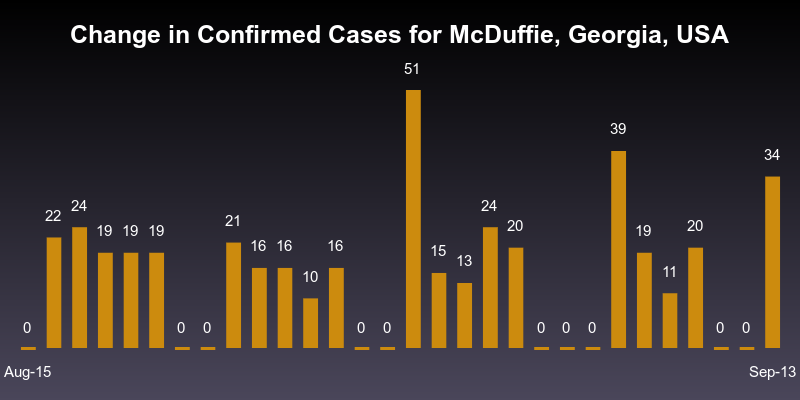 Change in Confirmed Cases for McDuffie, Georgia, USA
0 22 24 19 19 19 0 0 21 16 16 10 16 0 0 51 15 13 24 20 0 0 0 39 19 11 20 0 0 34
Aug-15 Sep-13